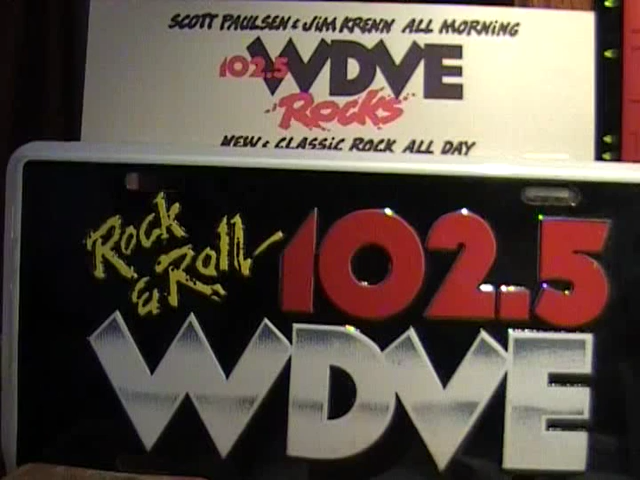 SCOTT PAULSEN & JIM KRENN ALL MORNING
102.5 WDVE
Rocks
NEW & CLASSIC ROCK ALL DAY
Rock & Roll 102.5
WDVE